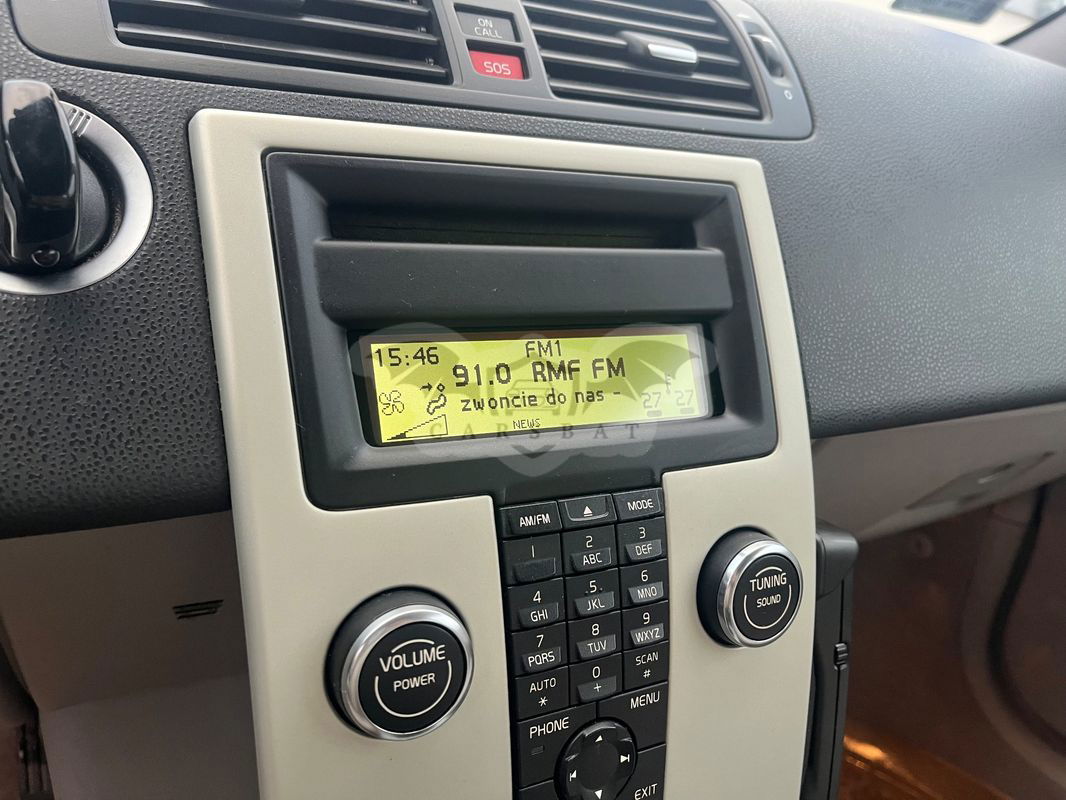 ON
CALL
SOS
0
15:46 FM1
91.0 RMF FM
zwoncie do nas -
27 27
NEWS
CARSBAT
AM/FM MODE
1 2 ABC 3 DEF
4 GHI 5 JKL 6 MNO
7 PQRS 8 TUV 9 WXYZ
AUTO * 0 + SCAN #
PHONE MENU
EXIT
VOLUME
POWER
TUNING
SOUND